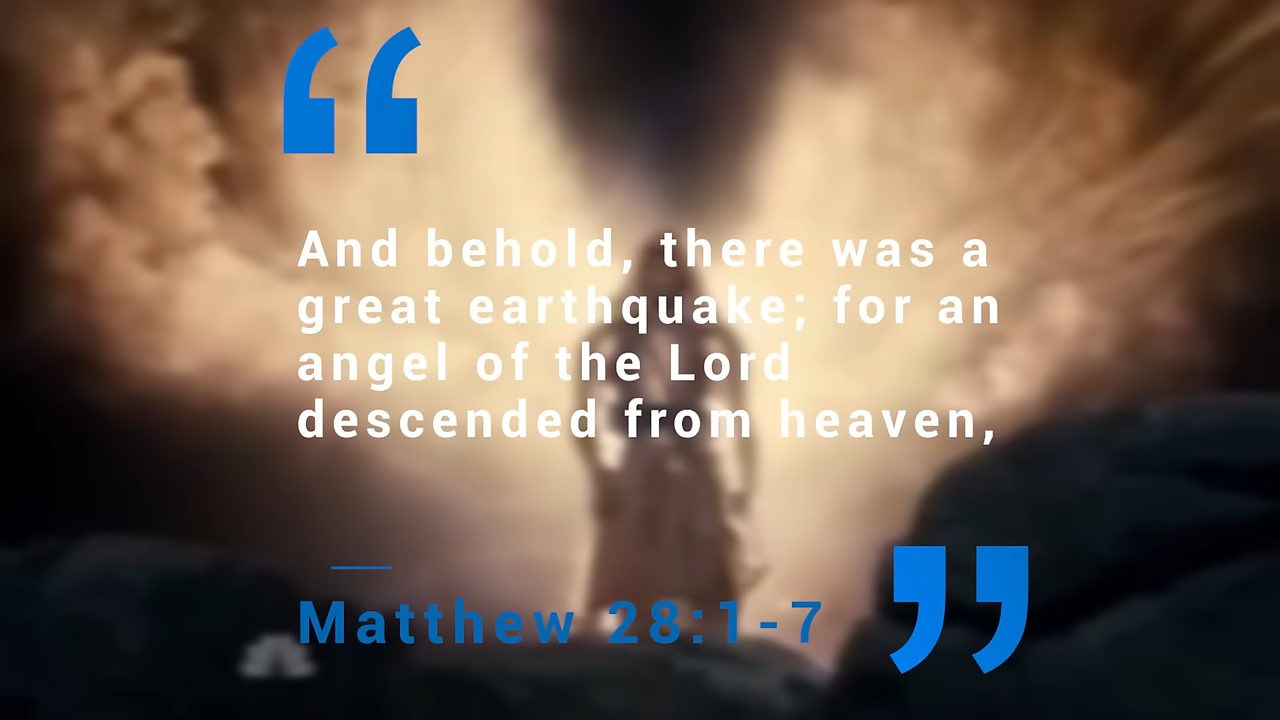 “
And behold, there was a
great earthquake; for an
angel of the Lord
descended from heaven,
Matthew 28:1-7
”